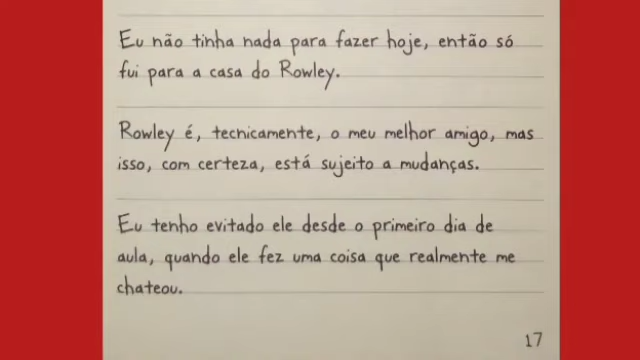 Eu não tinha nada para fazer hoje, então só
fui para a casa do Rowley.
Rowley é, tecnicamente, o meu melhor amigo, mas
isso, com certeza, está sujeito a mudanças.
Eu tenho evitado ele desde o primeiro dia de
aula, quando ele fez uma coisa que realmente me
chateou.
17